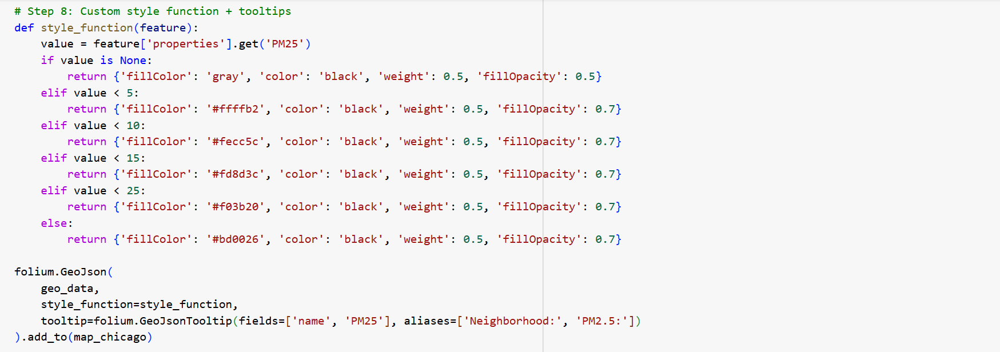 # Step 8: Custom style function + tooltips
def style_function(feature):
    value = feature['properties'].get('PM25')
    if value is None:
        return {'fillColor': 'gray', 'color': 'black', 'weight': 0.5, 'fillOpacity': 0.5}
    elif value < 5:
        return {'fillColor': '#ffffb2', 'color': 'black', 'weight': 0.5, 'fillOpacity': 0.7}
    elif value < 10:
        return {'fillColor': '#fecc5c', 'color': 'black', 'weight': 0.5, 'fillOpacity': 0.7}
    elif value < 15:
        return {'fillColor': '#fd8d3c', 'color': 'black', 'weight': 0.5, 'fillOpacity': 0.7}
    elif value < 25:
        return {'fillColor': '#f03b20', 'color': 'black', 'weight': 0.5, 'fillOpacity': 0.7}
    else:
        return {'fillColor': '#bd0026', 'color': 'black', 'weight': 0.5, 'fillOpacity': 0.7}

folium.GeoJson(
    geo_data,
    style_function=style_function,
    tooltip=folium.GeoJsonTooltip(fields=['name', 'PM25'], aliases=['Neighborhood:', 'PM2.5:'])
).add_to(map_chicago)